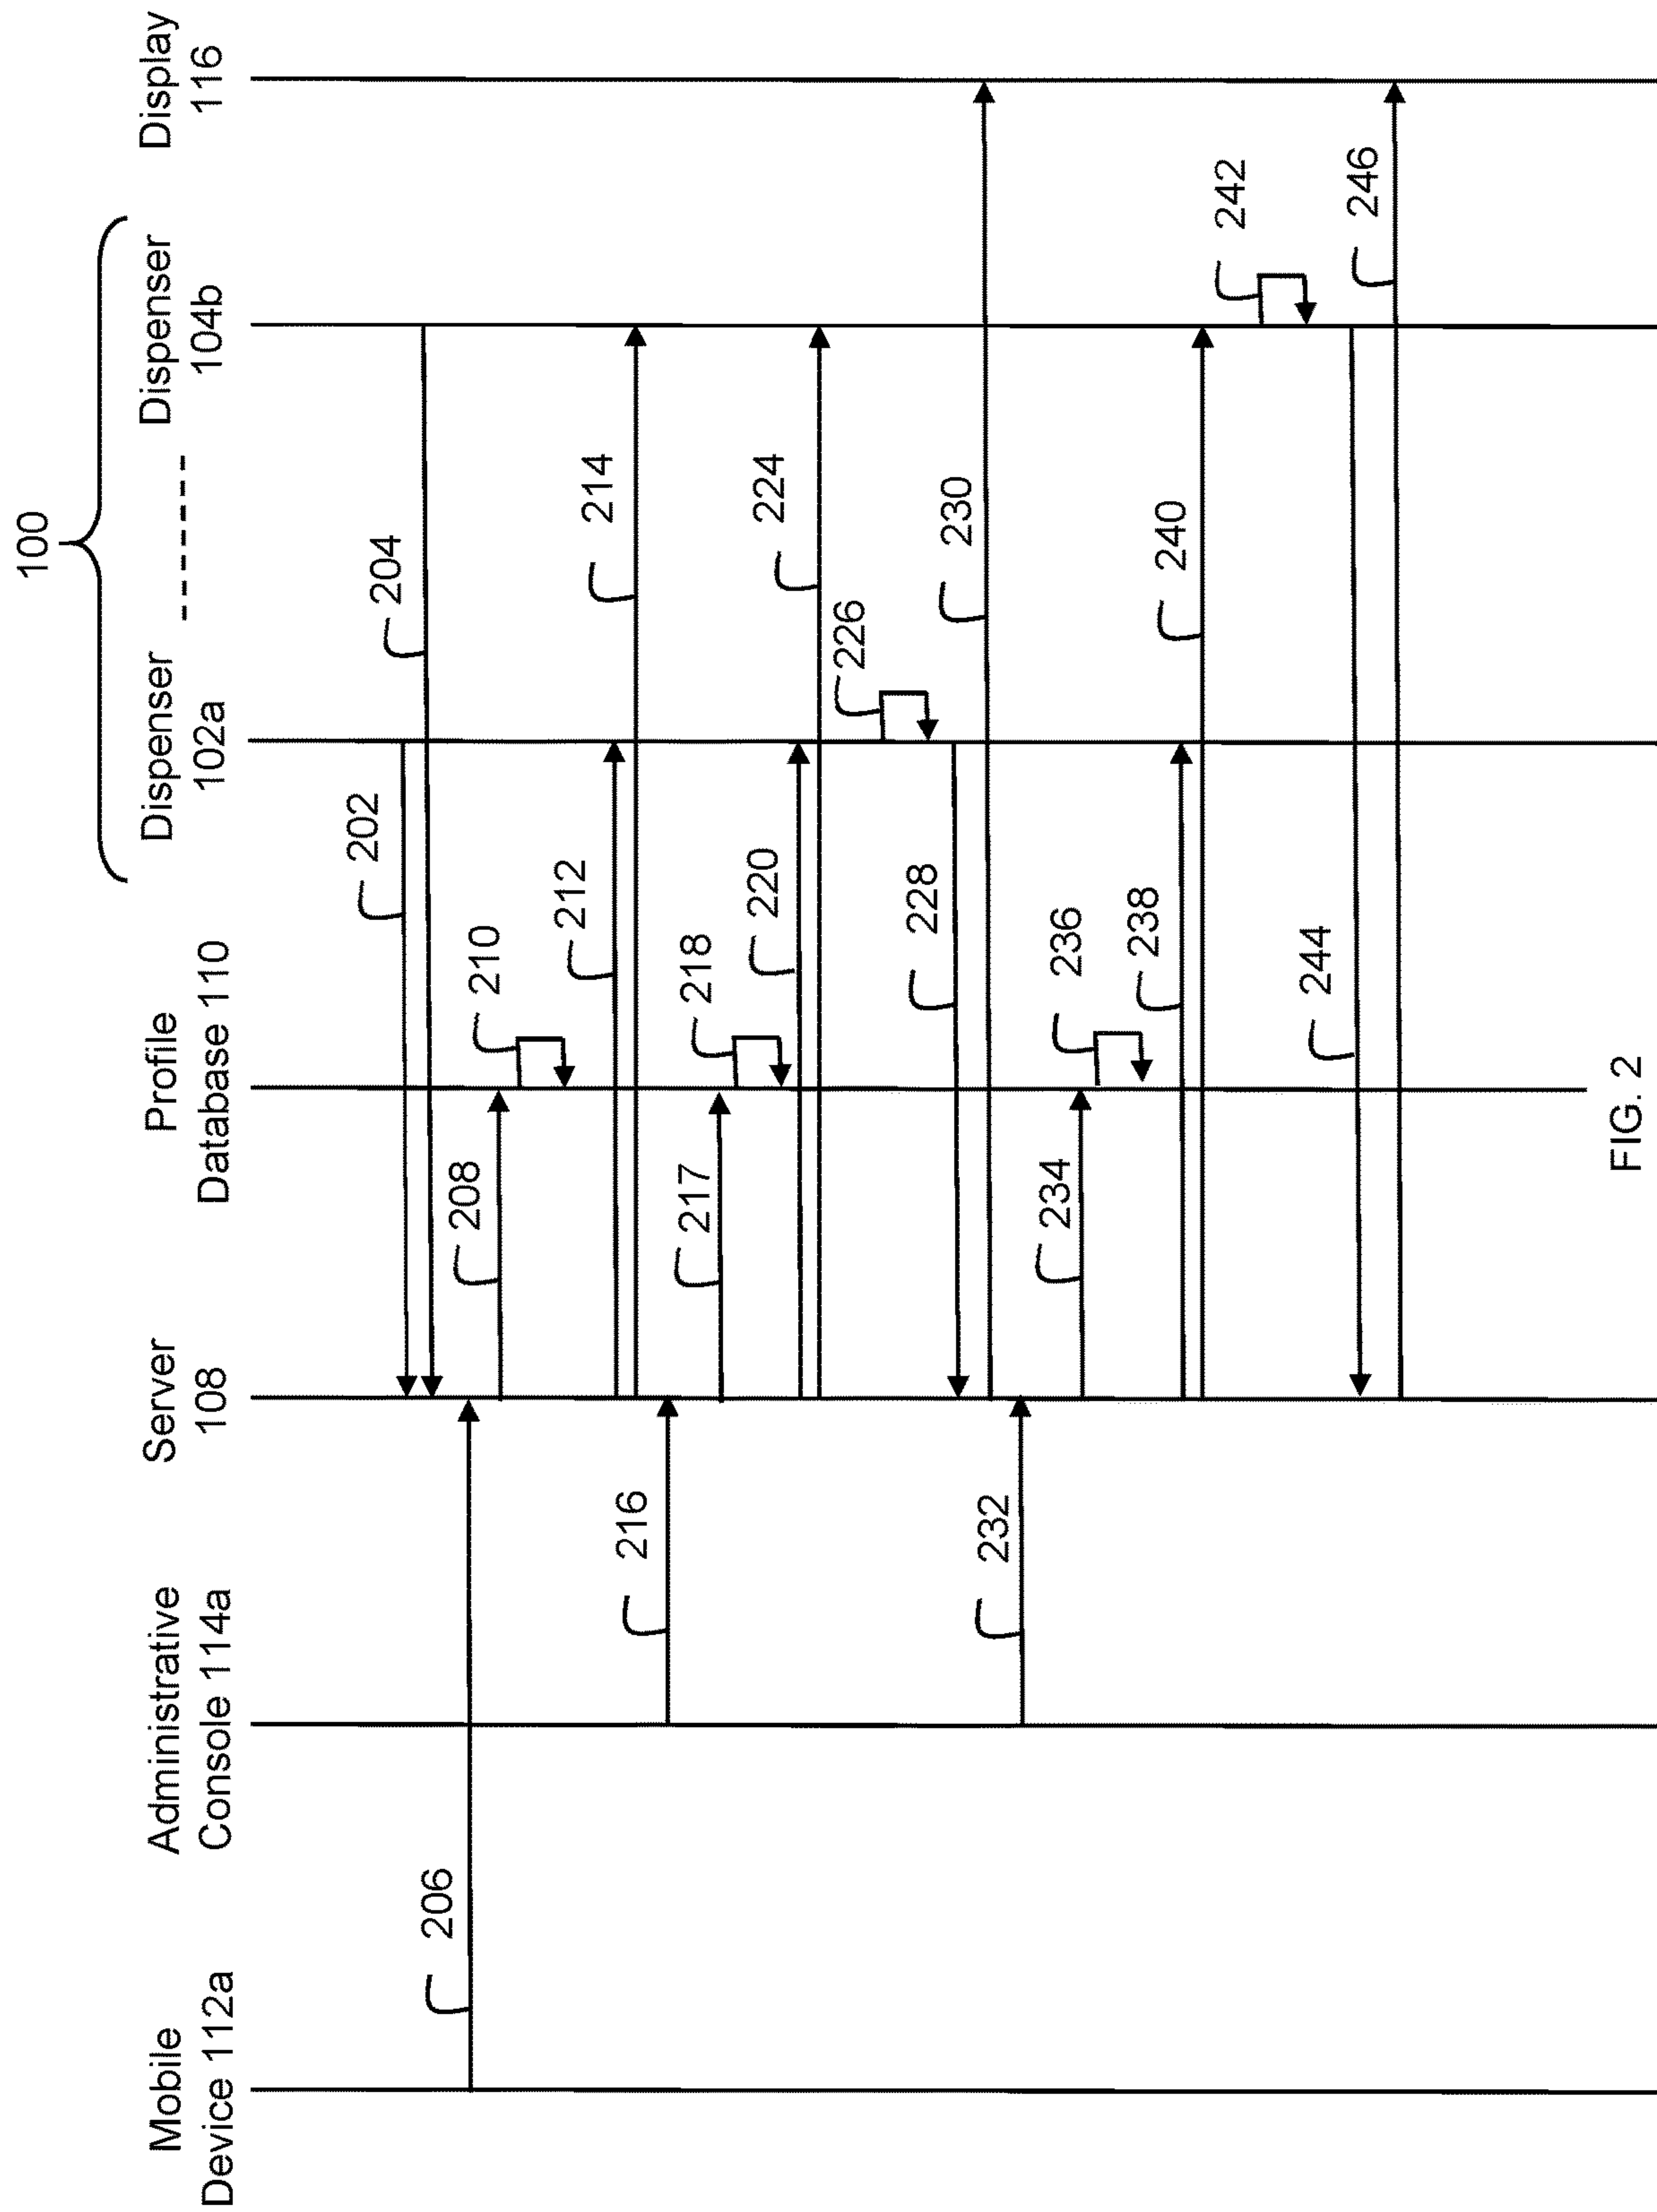 100
Mobile
Device 112a
Administrative
Console 114a
Server
108
Profile
Database 110
Dispenser
102a
Dispenser
104b
Display
116
202
204
206
208
210
212
214
216
217
218
220
224
226
228
230
232
234
236
238
240
242
244
246
FIG. 2